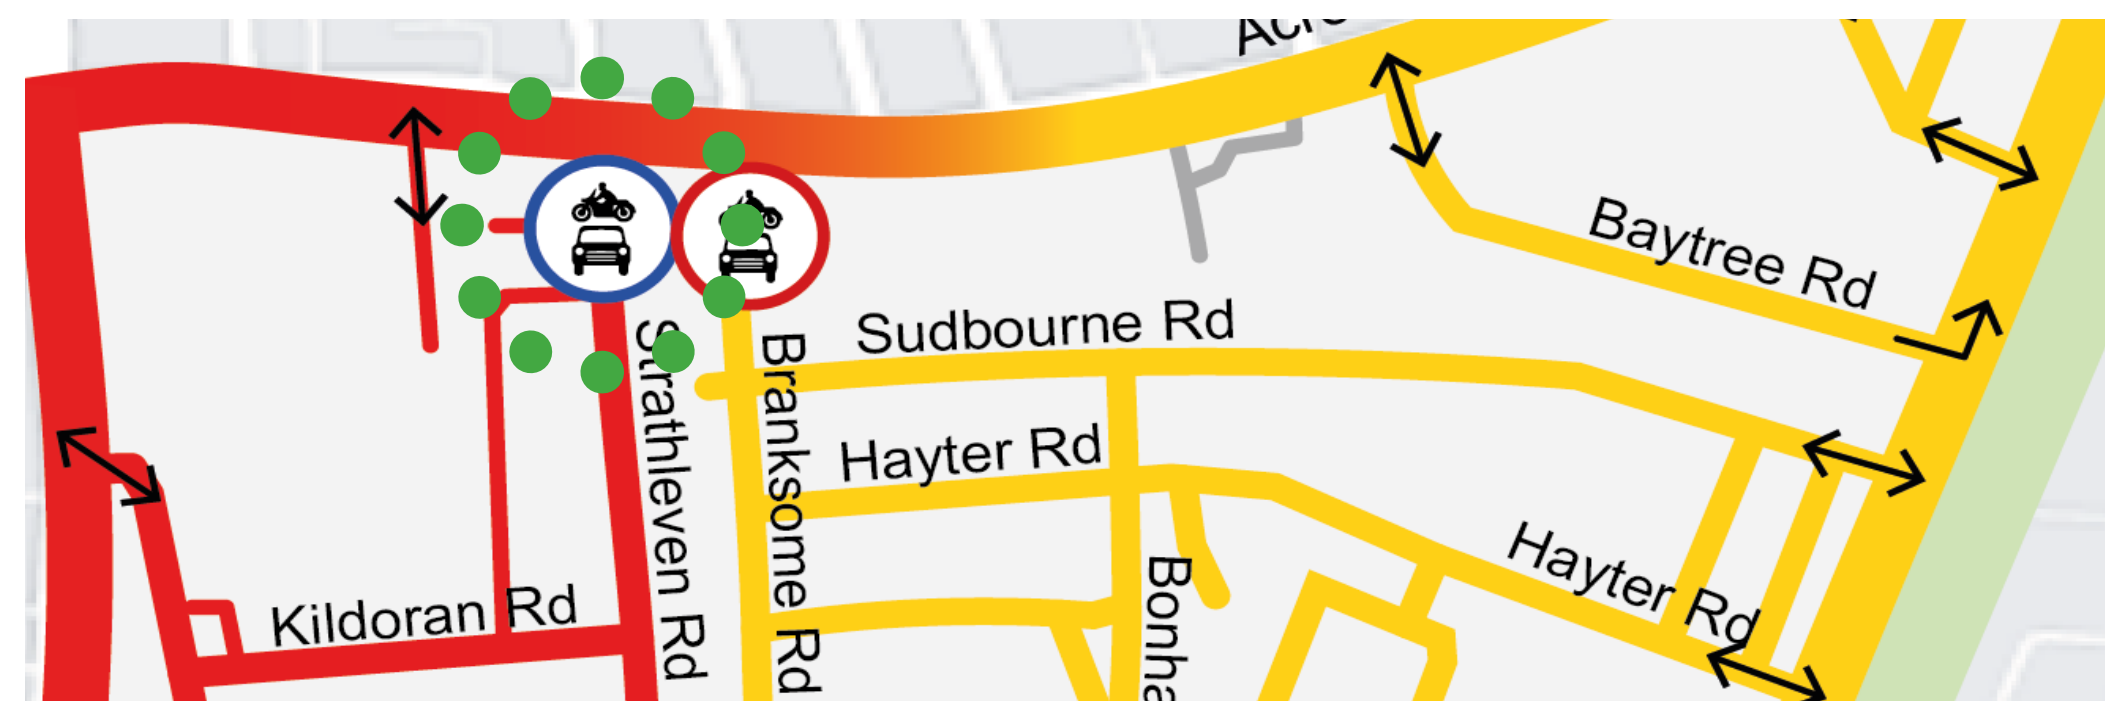 Baytree Rd
Sudbourne Rd
Hayter Rd
Strathleven Rd
Branksome Rd
Hayter Rd
Kildoran Rd